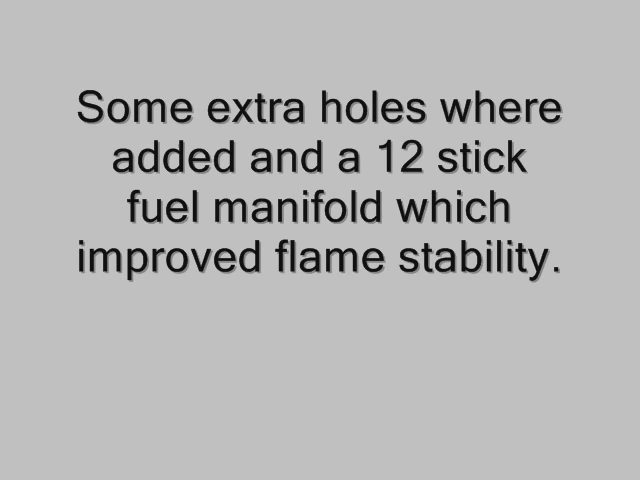 Some extra holes where
added and a 12 stick
fuel manifold which
improved flame stability.